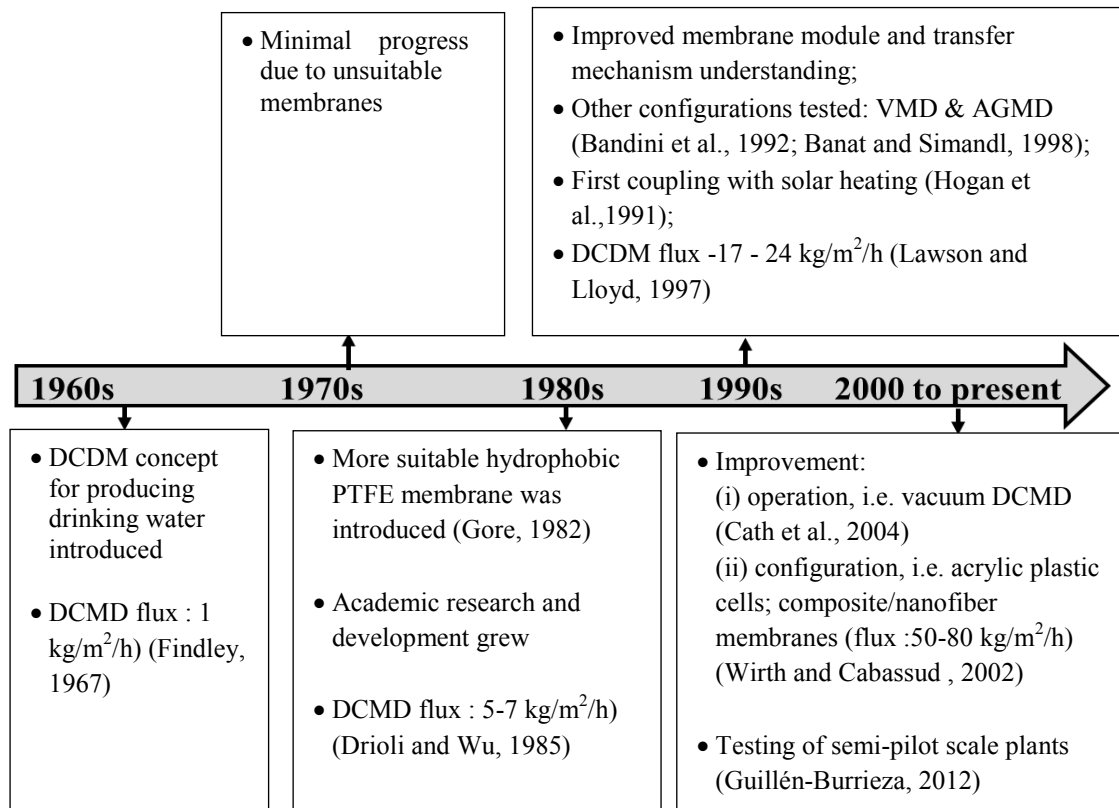 • Minimal progress
due to unsuitable
membranes
• Improved membrane module and transfer
mechanism understanding;
• Other configurations tested: VMD & AGMD
(Bandini et al., 1992; Banat and Simandl, 1998);
• First coupling with solar heating (Hogan et
al.,1991);
• DCDM flux -17 - 24 kg/m²/h (Lawson and
Lloyd, 1997)
1960s 1970s 1980s 1990s 2000 to present
• DCDM concept
for producing
drinking water
introduced
• DCMD flux : 1
kg/m²/h) (Findley,
1967)
• More suitable hydrophobic
PTFE membrane was
introduced (Gore, 1982)
• Academic research and
development grew
• DCMD flux : 5-7 kg/m²/h)
(Drioli and Wu, 1985)
• Improvement:
(i) operation, i.e. vacuum DCMD
(Cath et al., 2004)
(ii) configuration, i.e. acrylic plastic
cells; composite/nanofiber
membranes (flux :50-80 kg/m²/h)
(Wirth and Cabassud , 2002)
• Testing of semi-pilot scale plants
(Guillén-Burrieza, 2012)